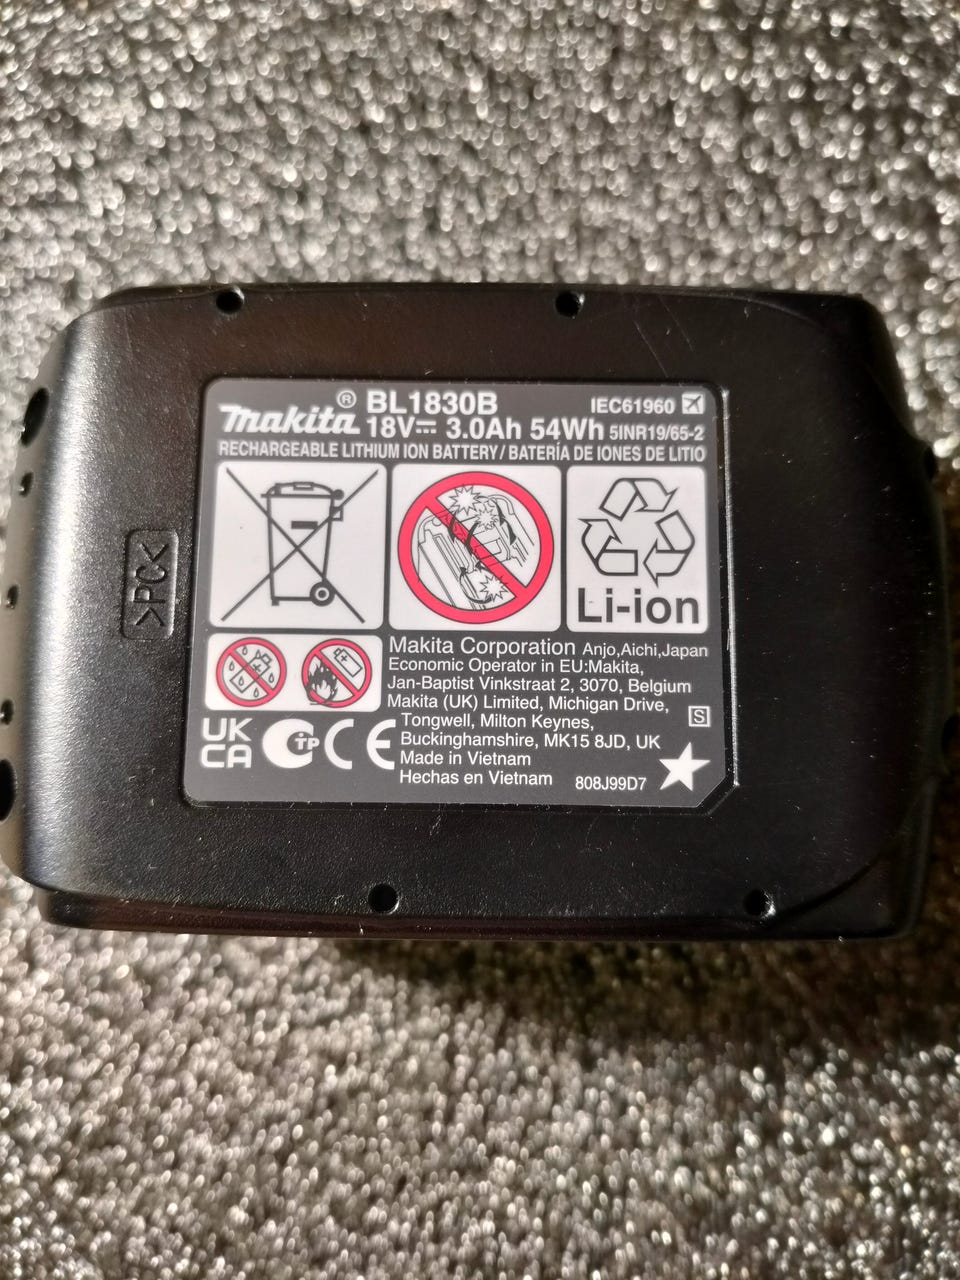 makita® BL1830B IEC61960
18V⎓ 3.0Ah 54Wh 5INR19/65-2
RECHARGEABLE LITHIUM ION BATTERY/ BATERÍA DE IONES DE LITIO
Li-ion
>PC<
Makita Corporation Anjo,Aichi,Japan
Economic Operator in EU:Makita,
Jan-Baptist Vinkstraat 2, 3070, Belgium
Makita (UK) Limited, Michigan Drive,
Tongwell, Milton Keynes,
Buckinghamshire, MK15 8JD, UK
Made in Vietnam
Hechas en Vietnam 808J99D7
S
UK
CA
CTP
CE